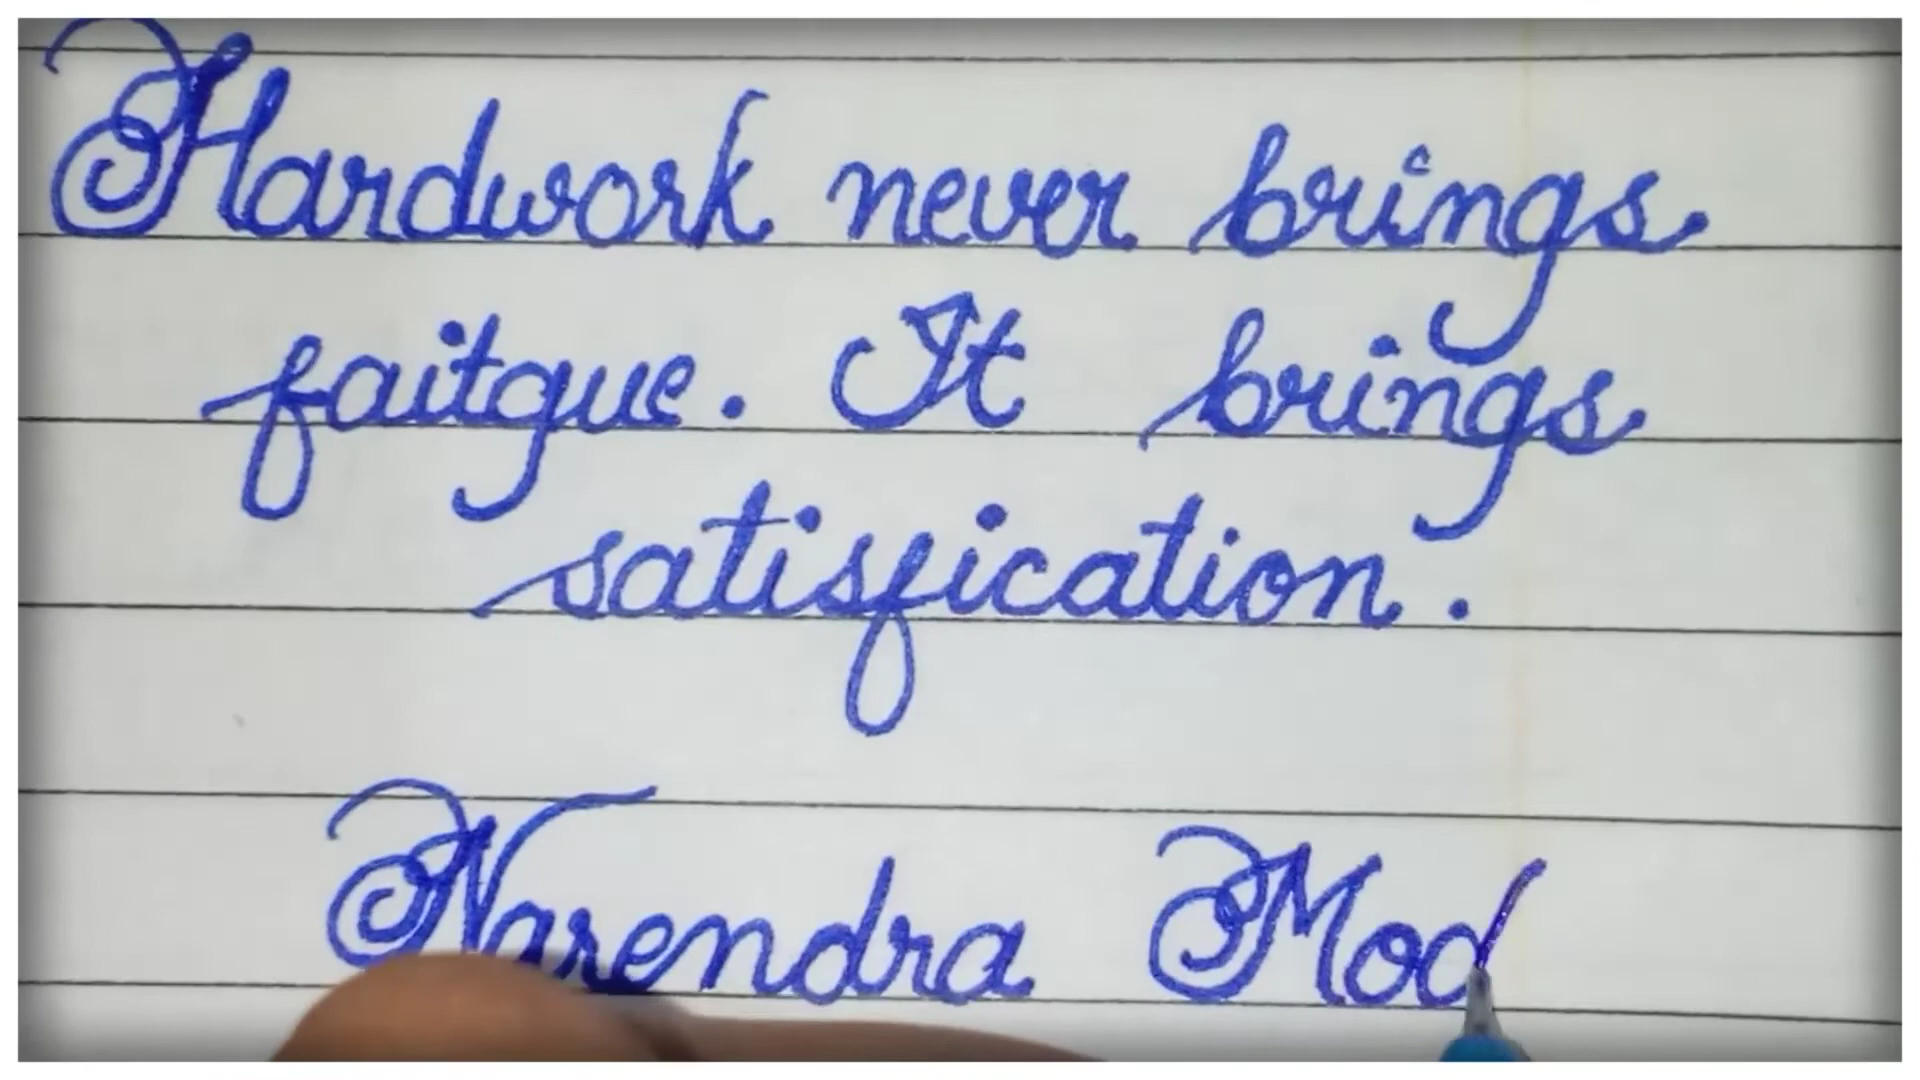 Hardwork never brings
faitgue. It brings
satisfication.
Narendra Mod